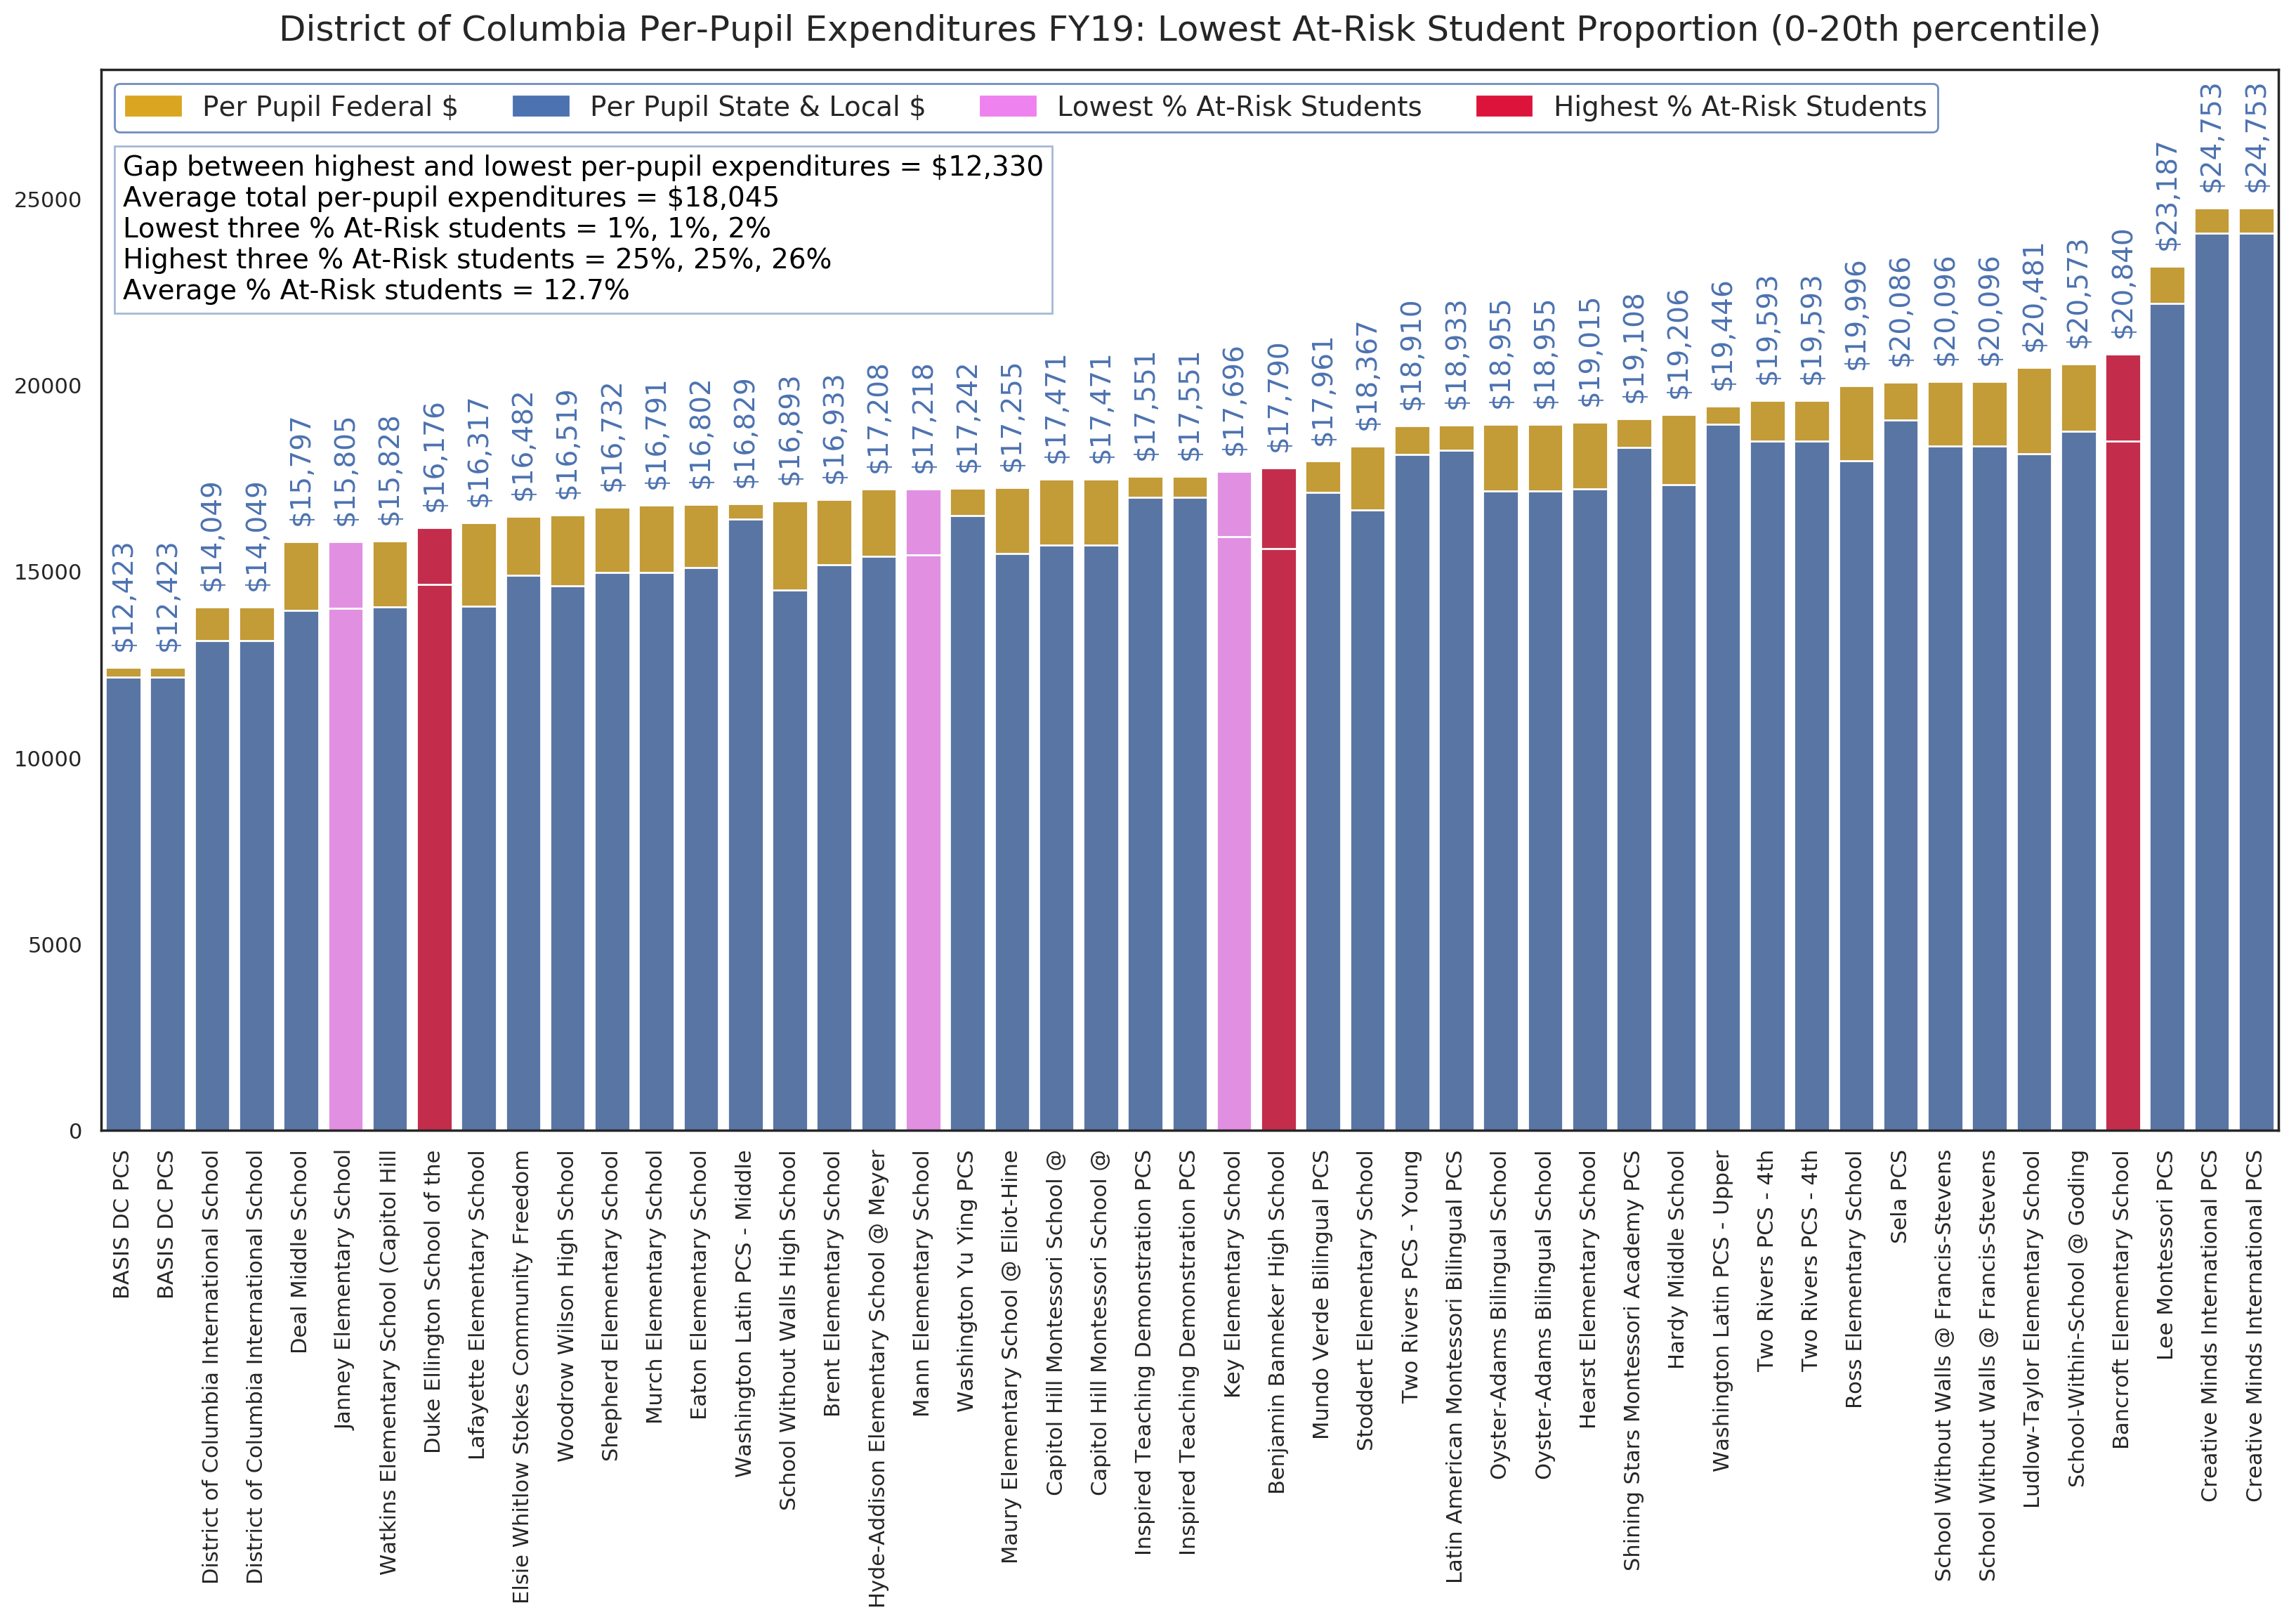 District of Columbia Per-Pupil Expenditures FY19: Lowest At-Risk Student Proportion (0-20th percentile)
Per Pupil Federal $
Per Pupil State & Local $
Lowest % At-Risk Students
Highest % At-Risk Students
Gap between highest and lowest per-pupil expenditures = $12,330
Average total per-pupil expenditures = $18,045
Lowest three % At-Risk students = 1%, 1%, 2%
Highest three % At-Risk students = 25%, 25%, 26%
Average % At-Risk students = 12.7%
25000
20000
15000
10000
5000
0
$12,423
$12,423
$14,049
$14,049
$15,797
$15,805
$15,828
$16,176
$16,317
$16,482
$16,519
$16,732
$16,791
$16,802
$16,829
$16,893
$16,933
$17,208
$17,218
$17,242
$17,255
$17,471
$17,471
$17,551
$17,551
$17,696
$17,790
$17,961
$18,367
$18,910
$18,933
$18,955
$18,955
$19,015
$19,108
$19,206
$19,446
$19,593
$19,593
$19,996
$20,086
$20,096
$20,096
$20,481
$20,573
$20,840
$23,187
$24,753
$24,753
BASIS DC PCS
BASIS DC PCS
District of Columbia International School
District of Columbia International School
Deal Middle School
Janney Elementary School
Watkins Elementary School (Capitol Hill
Duke Ellington School of the
Lafayette Elementary School
Elsie Whitlow Stokes Community Freedom
Woodrow Wilson High School
Shepherd Elementary School
Murch Elementary School
Eaton Elementary School
Washington Latin PCS - Middle
School Without Walls High School
Brent Elementary School
Hyde-Addison Elementary School @ Meyer
Mann Elementary School
Washington Yu Ying PCS
Maury Elementary School @ Eliot-Hine
Capitol Hill Montessori School @
Capitol Hill Montessori School @
Inspired Teaching Demonstration PCS
Inspired Teaching Demonstration PCS
Key Elementary School
Benjamin Banneker High School
Mundo Verde Bilingual PCS
Stoddert Elementary School
Two Rivers PCS - Young
Latin American Montessori Bilingual PCS
Oyster-Adams Bilingual School
Oyster-Adams Bilingual School
Hearst Elementary School
Shining Stars Montessori Academy PCS
Hardy Middle School
Washington Latin PCS - Upper
Two Rivers PCS - 4th
Two Rivers PCS - 4th
Ross Elementary School
Sela PCS
School Without Walls @ Francis-Stevens
School Without Walls @ Francis-Stevens
Ludlow-Taylor Elementary School
School-Within-School @ Goding
Bancroft Elementary School
Lee Montessori PCS
Creative Minds International PCS
Creative Minds International PCS